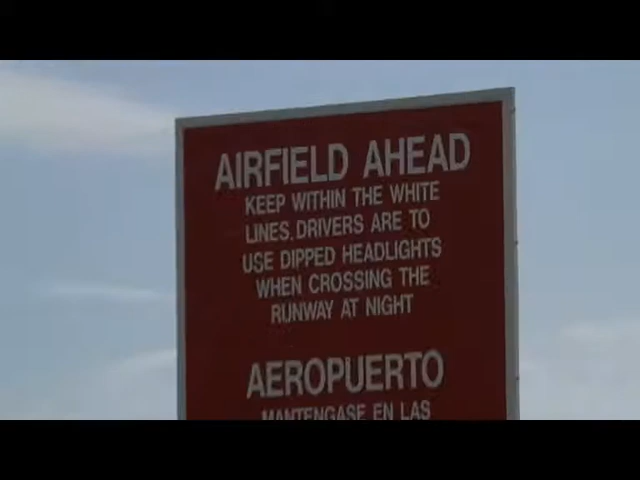 AIRFIELD AHEAD
KEEP WITHIN THE WHITE
LINES. DRIVERS ARE TO
USE DIPPED HEADLIGHTS
WHEN CROSSING THE
RUNWAY AT NIGHT
AEROPUERTO
MANTENGASE EN LAS